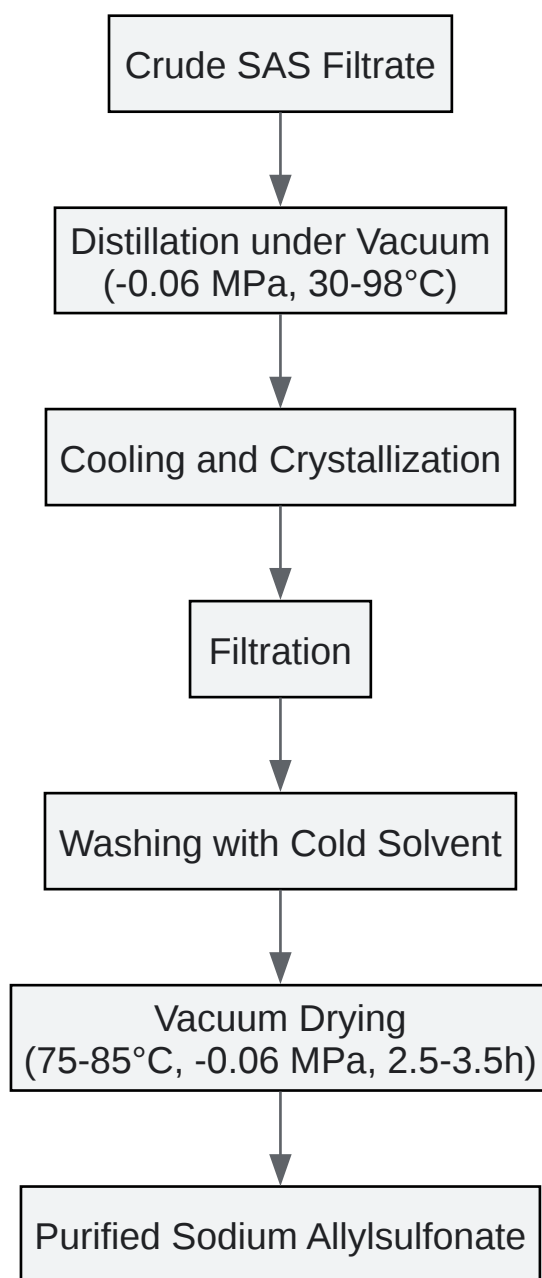 Crude SAS Filtrate
Distillation under Vacuum
(-0.06 MPa, 30-98°C)
Cooling and Crystallization
Filtration
Washing with Cold Solvent
Vacuum Drying
(75-85°C, -0.06 MPa, 2.5-3.5h)
Purified Sodium Allylsulfonate